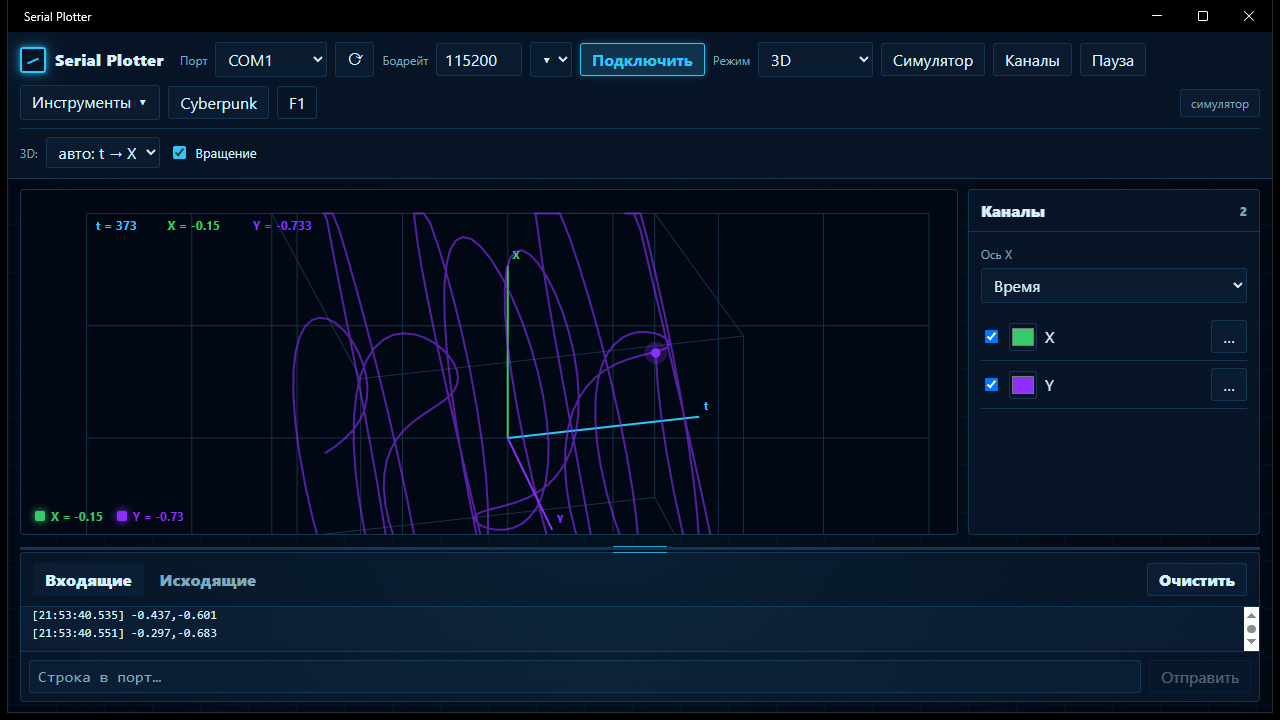 Serial Plotter
Serial Plotter Порт COM1 Бодрейт 115200 Подключить Режим 3D Симулятор Каналы Пауза
Инструменты ▼ Cyberpunk F1 симулятор
3D: авто: t → X Вращение
t = 373 X = -0.15 Y = -0.733
X
t
Y
X = -0.15 Y = -0.73
Каналы 2
Ось X
Время
X ...
Y ...
Входящие Исходящие Очистить
[21:53:40.535] -0.437,-0.601
[21:53:40.551] -0.297,-0.683
Строка в порт… Отправить